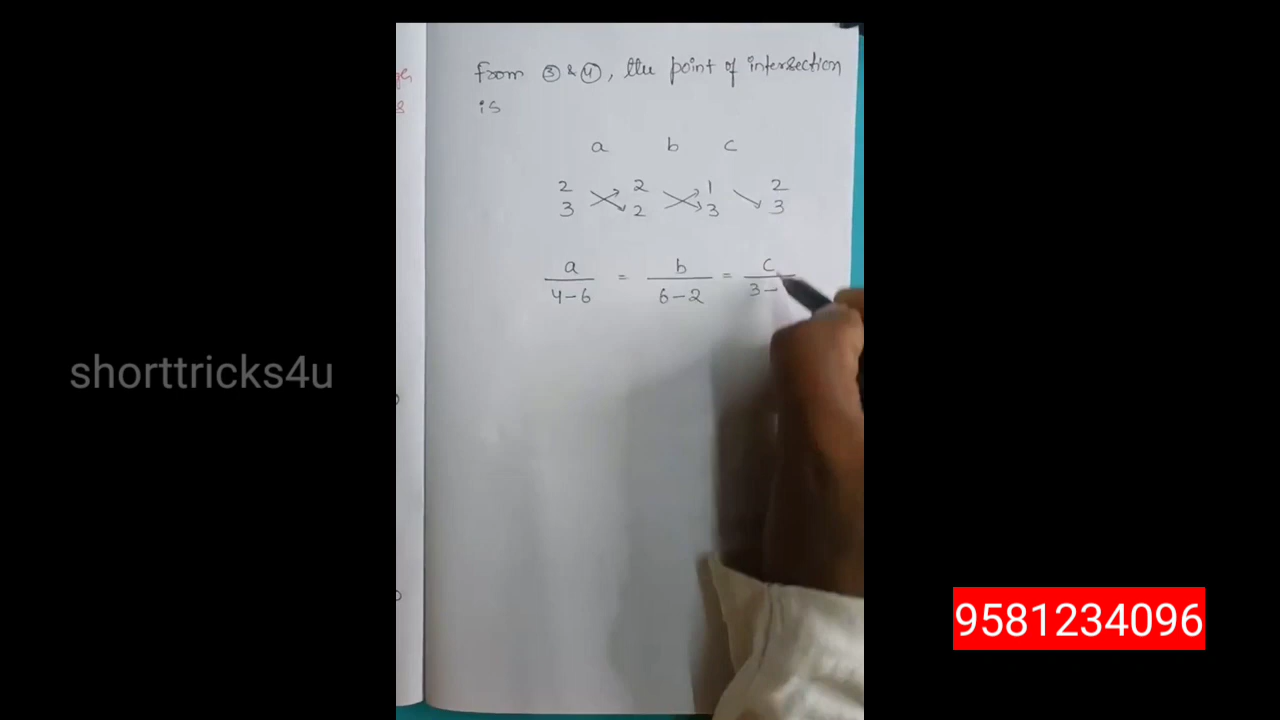 from ③ & ④, the point of intersection
is
a b c
2 2 1 2
3 2 3 3
a = b = c
4-6 6-2 3-
shorttricks4u
9581234096